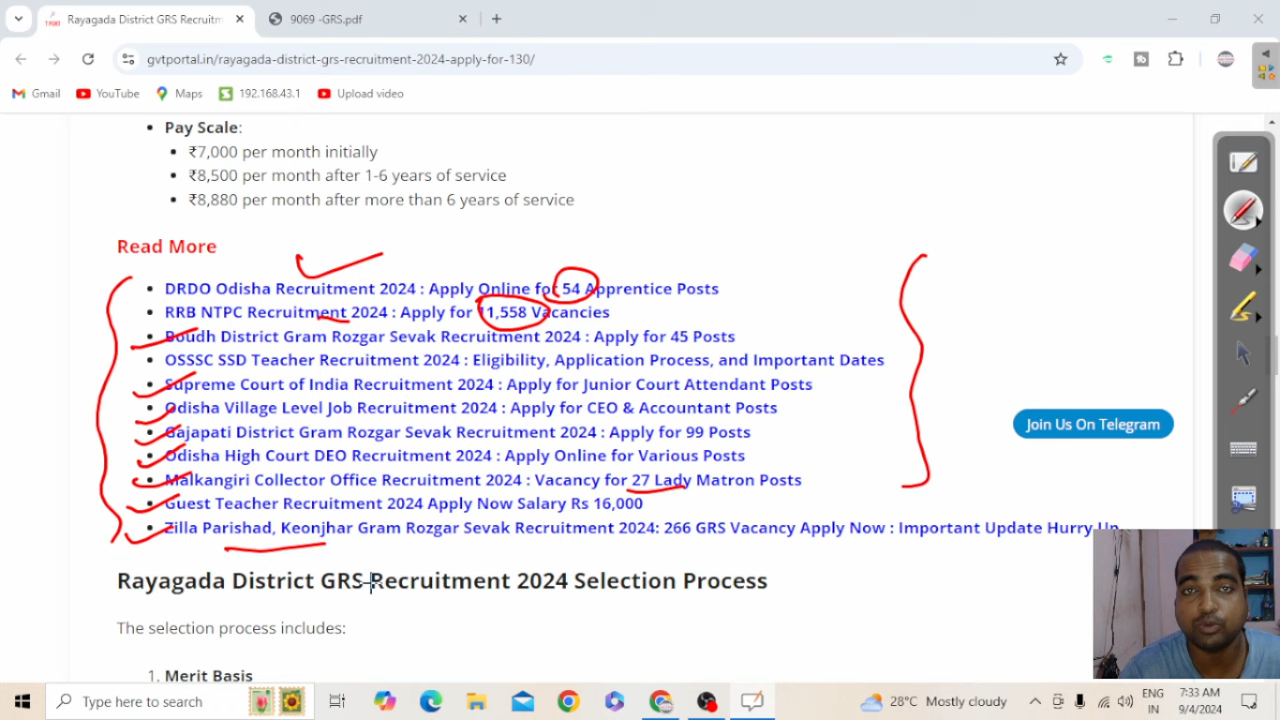 Rayagada District GRS Recruitm
9069 -GRS.pdf
gvtportal.in/rayagada-district-grs-recruitment-2024-apply-for-130/
Gmail
YouTube
Maps
192.168.43.1
Upload video
Pay Scale:
₹7,000 per month initially
₹8,500 per month after 1-6 years of service
₹8,880 per month after more than 6 years of service
Read More
DRDO Odisha Recruitment 2024 : Apply Online for 54 Apprentice Posts
RRB NTPC Recruitment 2024 : Apply for 11,558 Vacancies
Boudh District Gram Rozgar Sevak Recruitment 2024 : Apply for 45 Posts
OSSSC SSD Teacher Recruitment 2024 : Eligibility, Application Process, and Important Dates
Supreme Court of India Recruitment 2024 : Apply for Junior Court Attendant Posts
Odisha Village Level Job Recruitment 2024 : Apply for CEO & Accountant Posts
Gajapati District Gram Rozgar Sevak Recruitment 2024 : Apply for 99 Posts
Odisha High Court DEO Recruitment 2024 : Apply Online for Various Posts
Malkangiri Collector Office Recruitment 2024 : Vacancy for 27 Lady Matron Posts
Guest Teacher Recruitment 2024 Apply Now Salary Rs 16,000
Zilla Parishad, Keonjhar Gram Rozgar Sevak Recruitment 2024: 266 GRS Vacancy Apply Now : Important Update Hurry Up
Join Us On Telegram
Rayagada District GRS Recruitment 2024 Selection Process
The selection process includes:
1. Merit Basis
Type here to search
28°C Mostly cloudy
ENG
IN
7:33 AM
9/4/2024